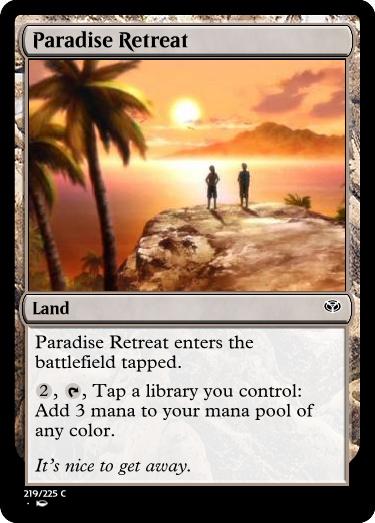 Paradise Retreat
Land
Paradise Retreat enters the
battlefield tapped.
2, , Tap a library you control:
Add 3 mana to your mana pool of
any color.
It's nice to get away.
219/225 C